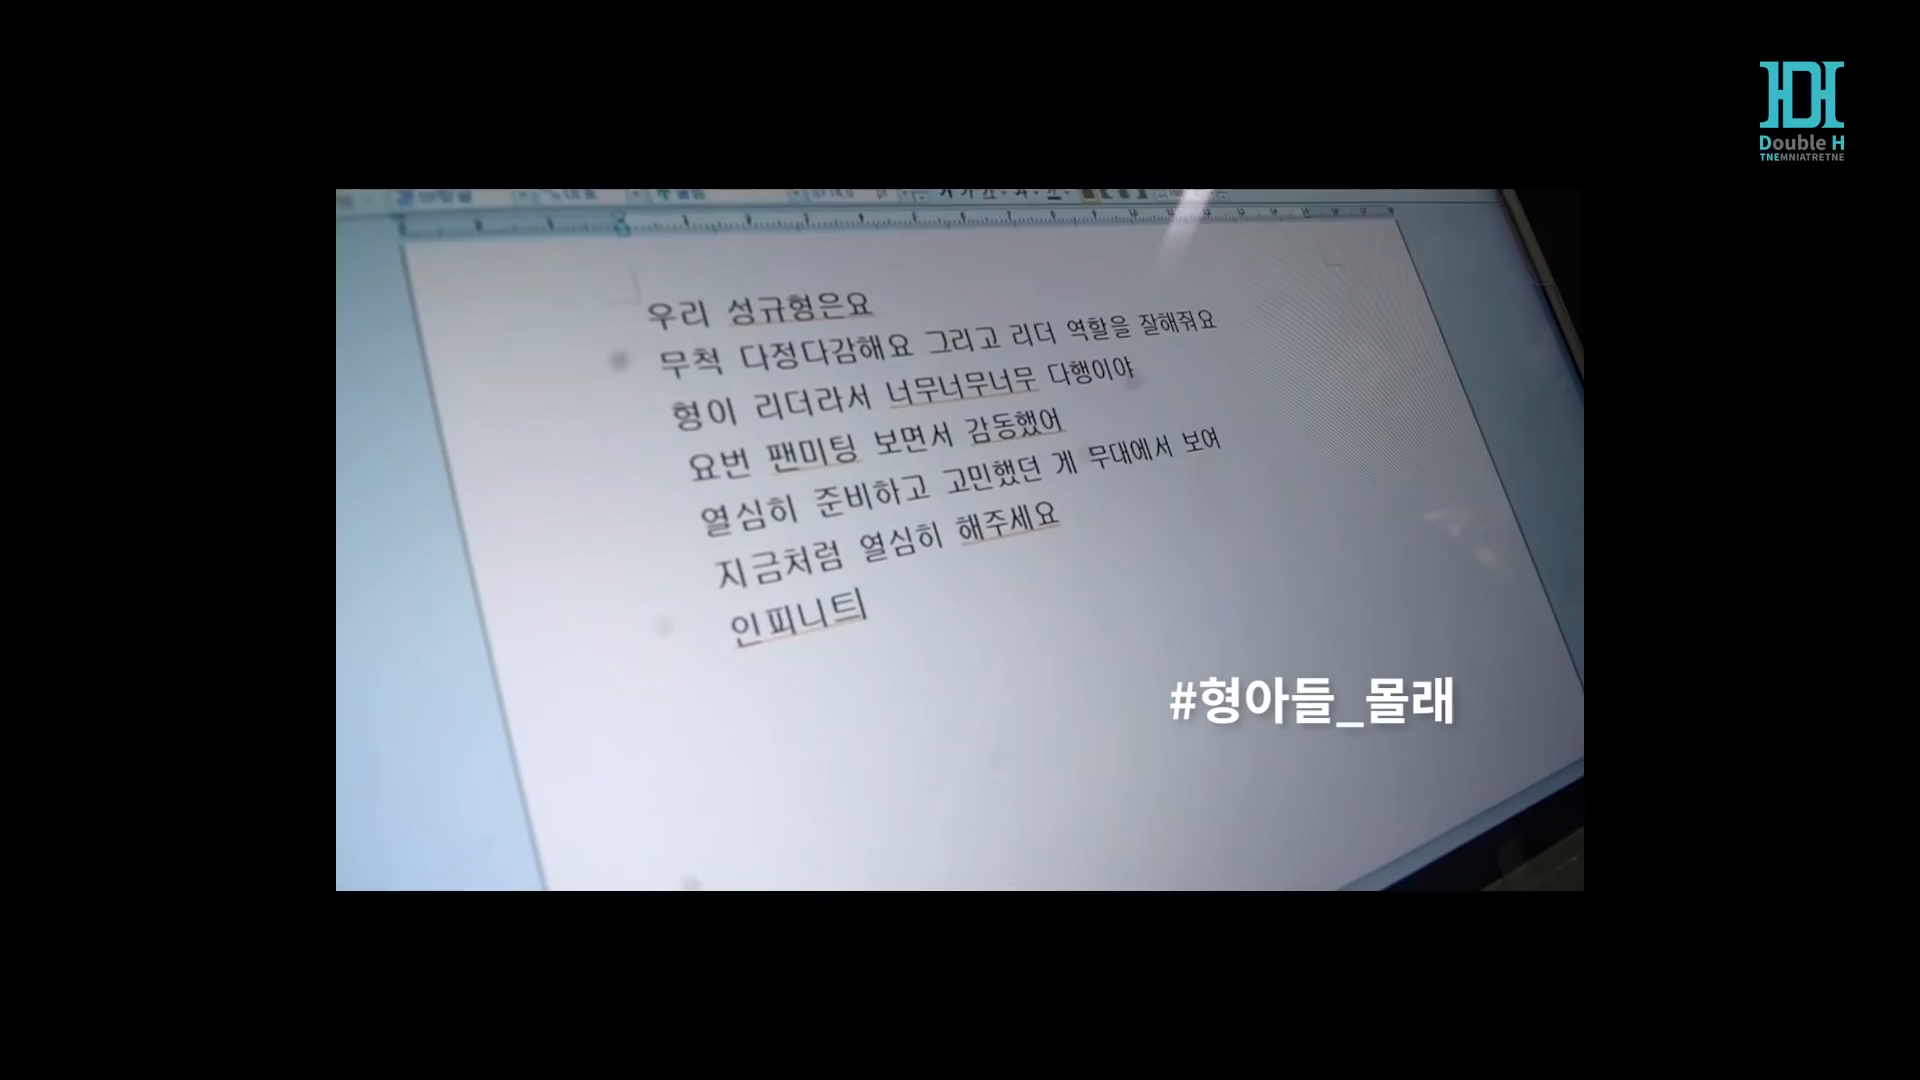 Double H
TNEMNIATRETNE
우리 성규형은요
무척 다정다감해요 그리고 리더 역할을 잘해줘요
형이 리더라서 너무너무너무 다행이야
요번 팬미팅 보면서 감동했어
열심히 준비하고 고민했던 게 무대에서 보여
지금처럼 열심히 해주세요
인피니트
#형아들_몰래